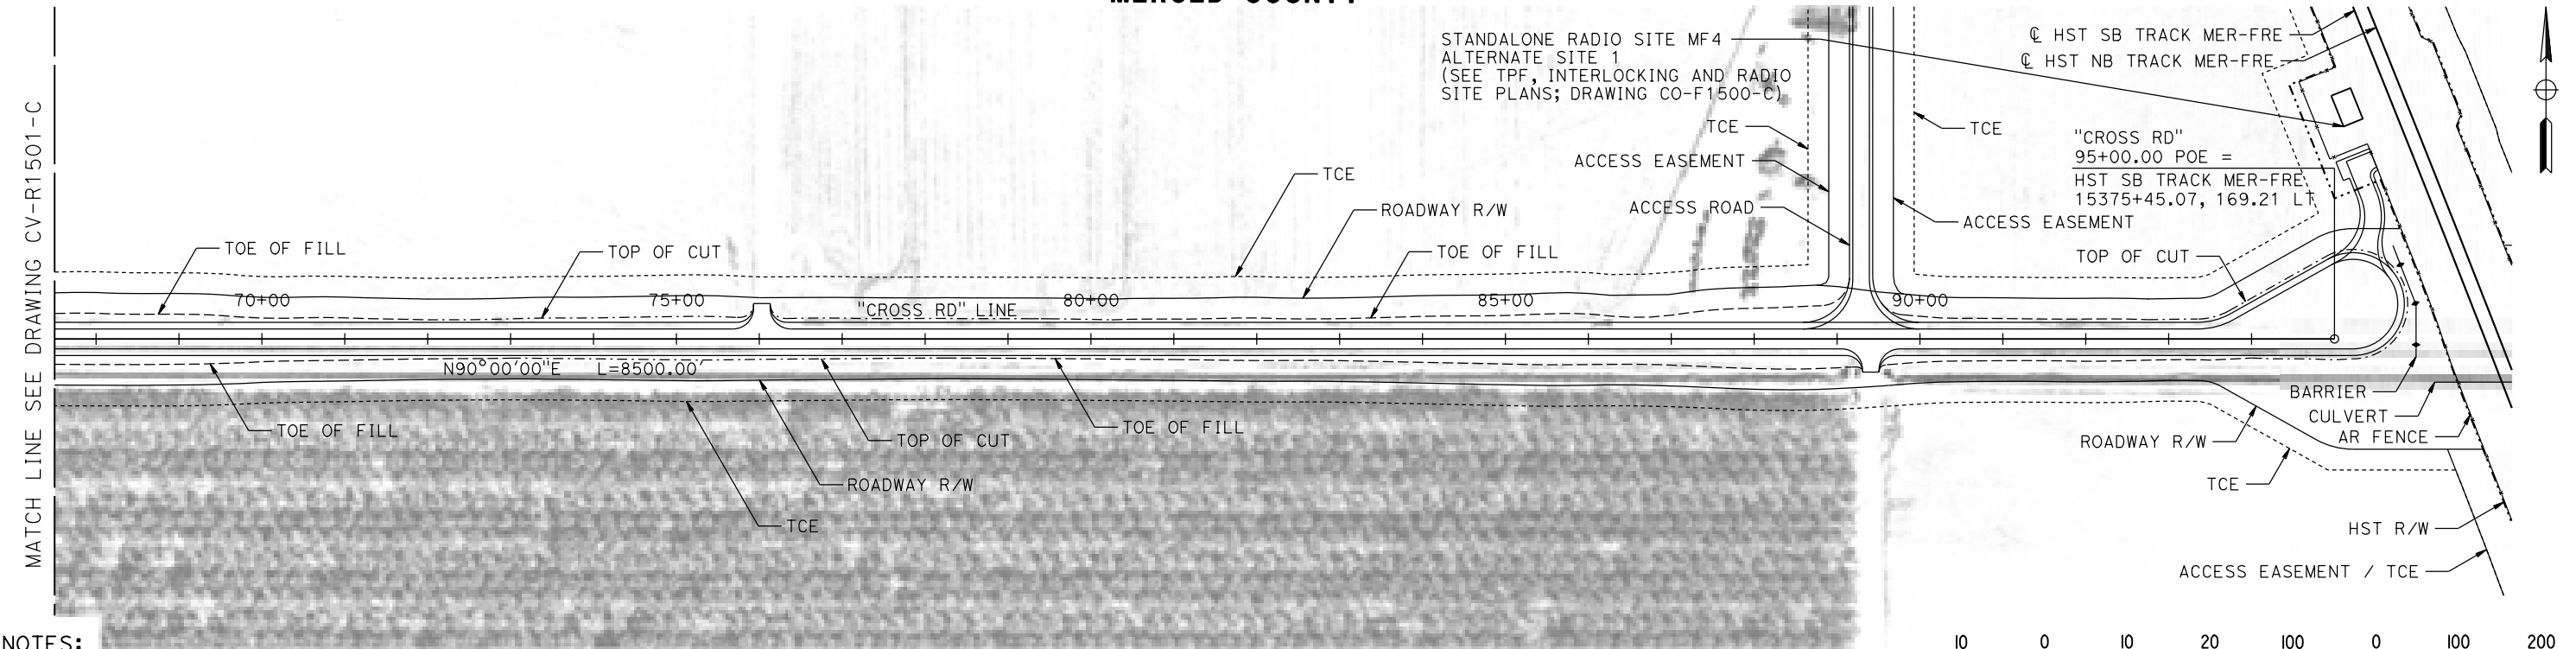 MERCED COUNTY
STANDALONE RADIO SITE MF4
ALTERNATE SITE 1
(SEE TPF, INTERLOCKING AND RADIO
SITE PLANS; DRAWING CO-F1500-C)
℄ HST SB TRACK MER-FRE
℄ HST NB TRACK MER-FRE
TCE
TCE
"CROSS RD"
95+00.00 POE =
HST SB TRACK MER-FRE
15375+45.07, 169.21 LT
ACCESS EASEMENT
TCE
ROADWAY R/W
ACCESS ROAD
ACCESS EASEMENT
TOE OF FILL
TOP OF CUT
TOE OF FILL
TOP OF CUT
70+00
75+00
80+00
85+00
90+00
"CROSS RD" LINE
MATCH LINE SEE DRAWING CV-R1501-C
N90°00'00"E L=8500.00'
BARRIER
CULVERT
AR FENCE
TOE OF FILL
TOP OF CUT
TOE OF FILL
ROADWAY R/W
ROADWAY R/W
TCE
TCE
HST R/W
ACCESS EASEMENT / TCE
NOTES:
10 0 10 20 100 0 100 200